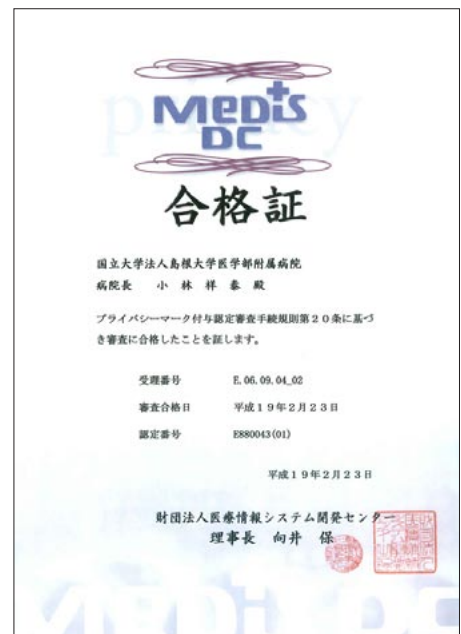 privacy
MEDiS
DC
合格証
国立大学法人島根大学医学部附属病院
病院長 小林祥泰殿
プライバシーマーク付与認定審査手続規則第20条に基づ
き審査に合格したことを証します。
受理番号 E.06.09.04_02
審査合格日 平成19年2月23日
認定番号 E880043(01)
平成19年2月23日
財団法人医療情報システム開発センター
理事長 向井 保
MEDiS DC